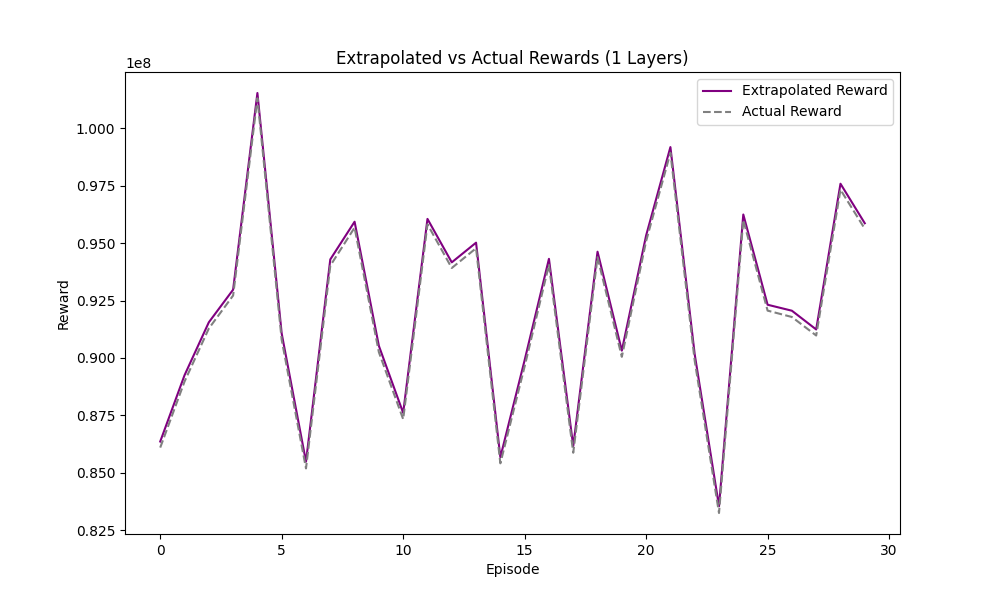 Extrapolated vs Actual Rewards (1 Layers)
1e8
Extrapolated Reward
Actual Reward
1.000
0.975
0.950
0.925
0.900
0.875
0.850
0.825
Reward
0 5 10 15 20 25 30
Episode